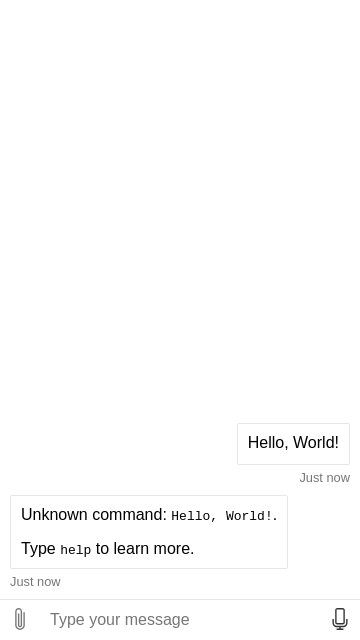 Hello, World!
Just now
Unknown command: Hello, World!.
Type help to learn more.
Just now
Type your message